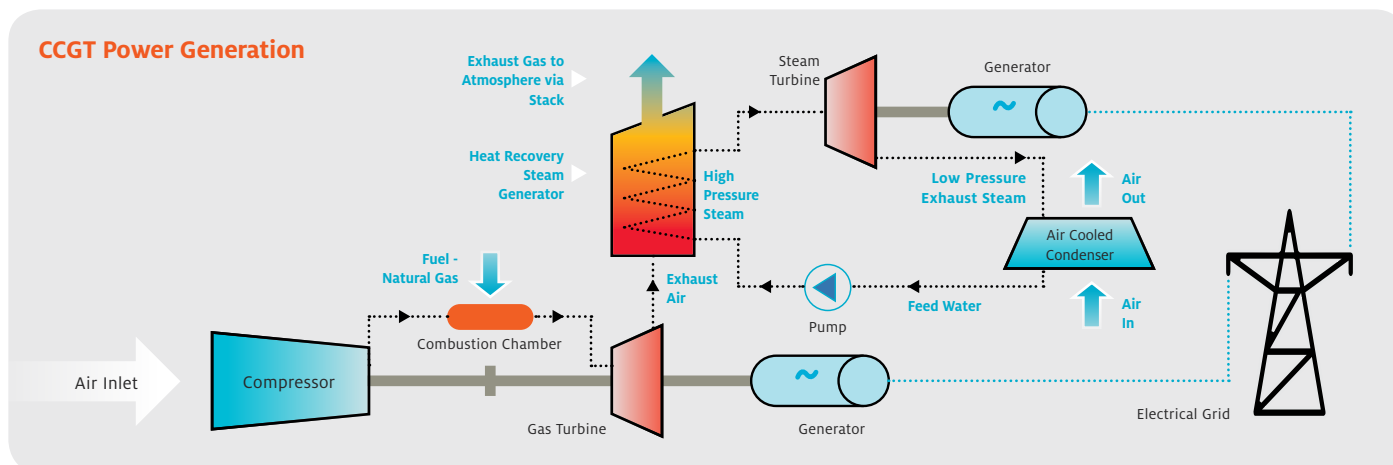 CCGT Power Generation
Exhaust Gas to
Atmosphere via
Stack
Heat Recovery
Steam
Generator
High
Pressure
Steam
Steam
Turbine
Generator
Low Pressure
Exhaust Steam
Air
Out
Air Cooled
Condenser
Air
In
Feed Water
Pump
Exhaust
Air
Fuel -
Natural Gas
Combustion Chamber
Air Inlet
Compressor
Gas Turbine
Generator
Electrical Grid